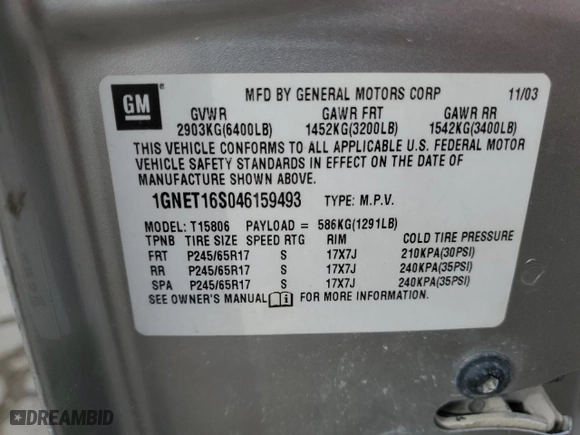 GM
MFD BY GENERAL MOTORS CORP 11/03
GVWR GAWR FRT GAWR RR
2903KG(6400LB) 1452KG(3200LB) 1542KG(3400LB)
THIS VEHICLE CONFORMS TO ALL APPLICABLE U.S. FEDERAL MOTOR
VEHICLE SAFETY STANDARDS IN EFFECT ON THE DATE OF
MANUFACTURE SHOWN ABOVE.
1GNET16S046159493 TYPE: M.P.V.
MODEL: T15806 PAYLOAD = 586KG(1291LB)
TPNB TIRE SIZE SPEED RTG RIM COLD TIRE PRESSURE
FRT P245/65R17 S 17X7J 210KPA(30PSI)
RR P245/65R17 S 17X7J 240KPA(35PSI)
SPA P245/65R17 S 17X7J 240KPA(35PSI)
SEE OWNER'S MANUAL FOR MORE INFORMATION.
DREAMBID